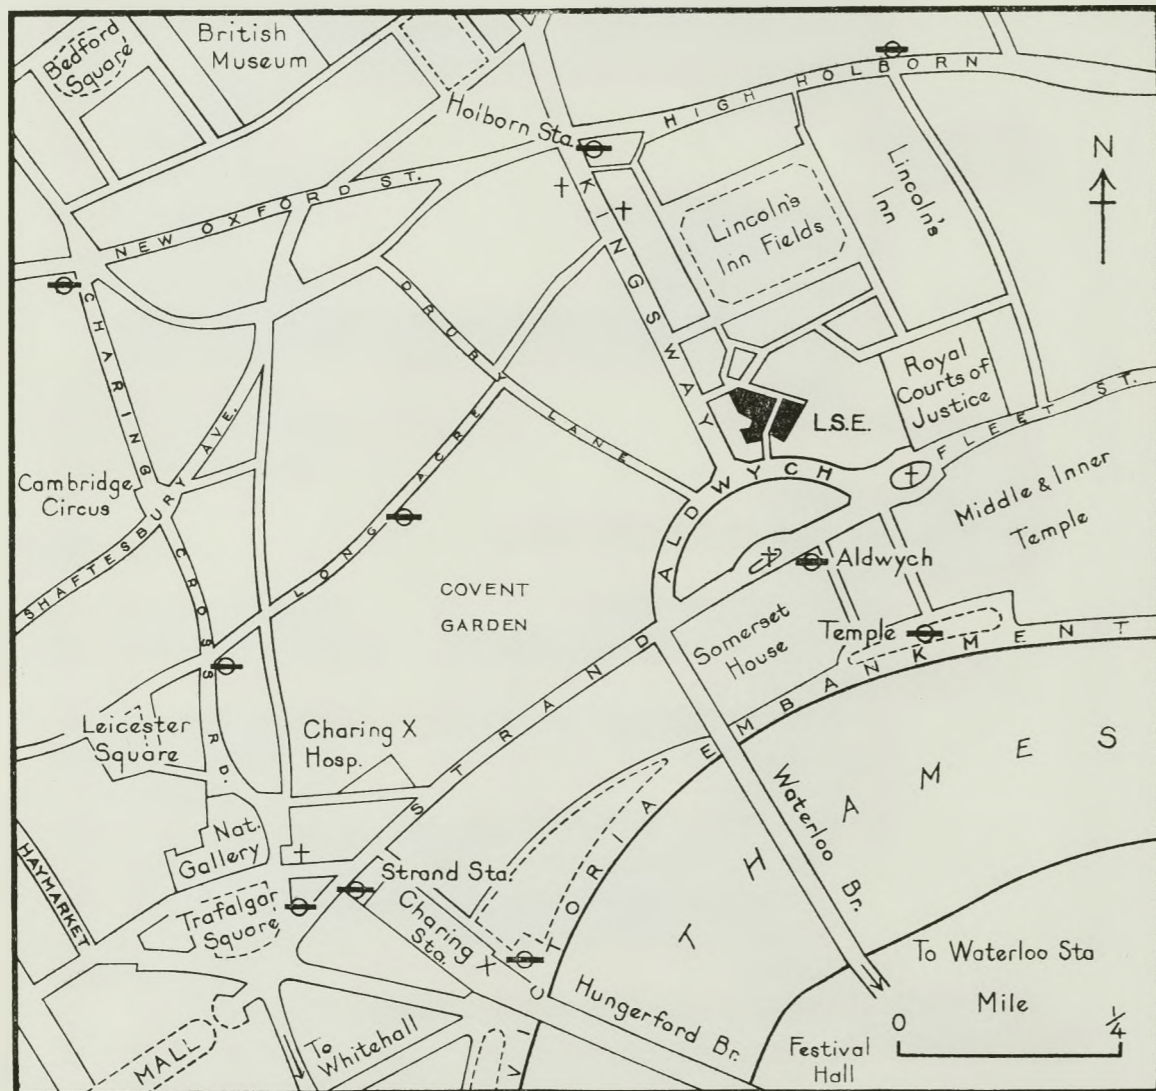 Bedford
Square
British
Museum
Holborn Sta.
HIGH HOLBORN
N
NEW OXFORD ST.
KINGSWAY
Lincoln's
Inn Fields
Lincoln's
Inn
CHARING CROSS RD.
DRURY LANE
Royal
Courts of
Justice
FLEET ST.
L.S.E.
SHAFTESBURY AVE.
Cambridge
Circus
LONG ACRE
ALDWYCH
Middle & Inner
Temple
Aldwych
COVENT
GARDEN
Somerset
House
Temple
STRAND
VICTORIA EMBANKMENT
Leicester
Square
Charing X
Hosp.
Waterloo Br.
THAMES
Nat.
Gallery
HAYMARKET
Strand Sta.
Trafalgar
Square
Charing X
Sta.
Hungerford Br.
To Waterloo Sta
Mile
0 1/4
To
Whitehall
MALL
Festival
Hall